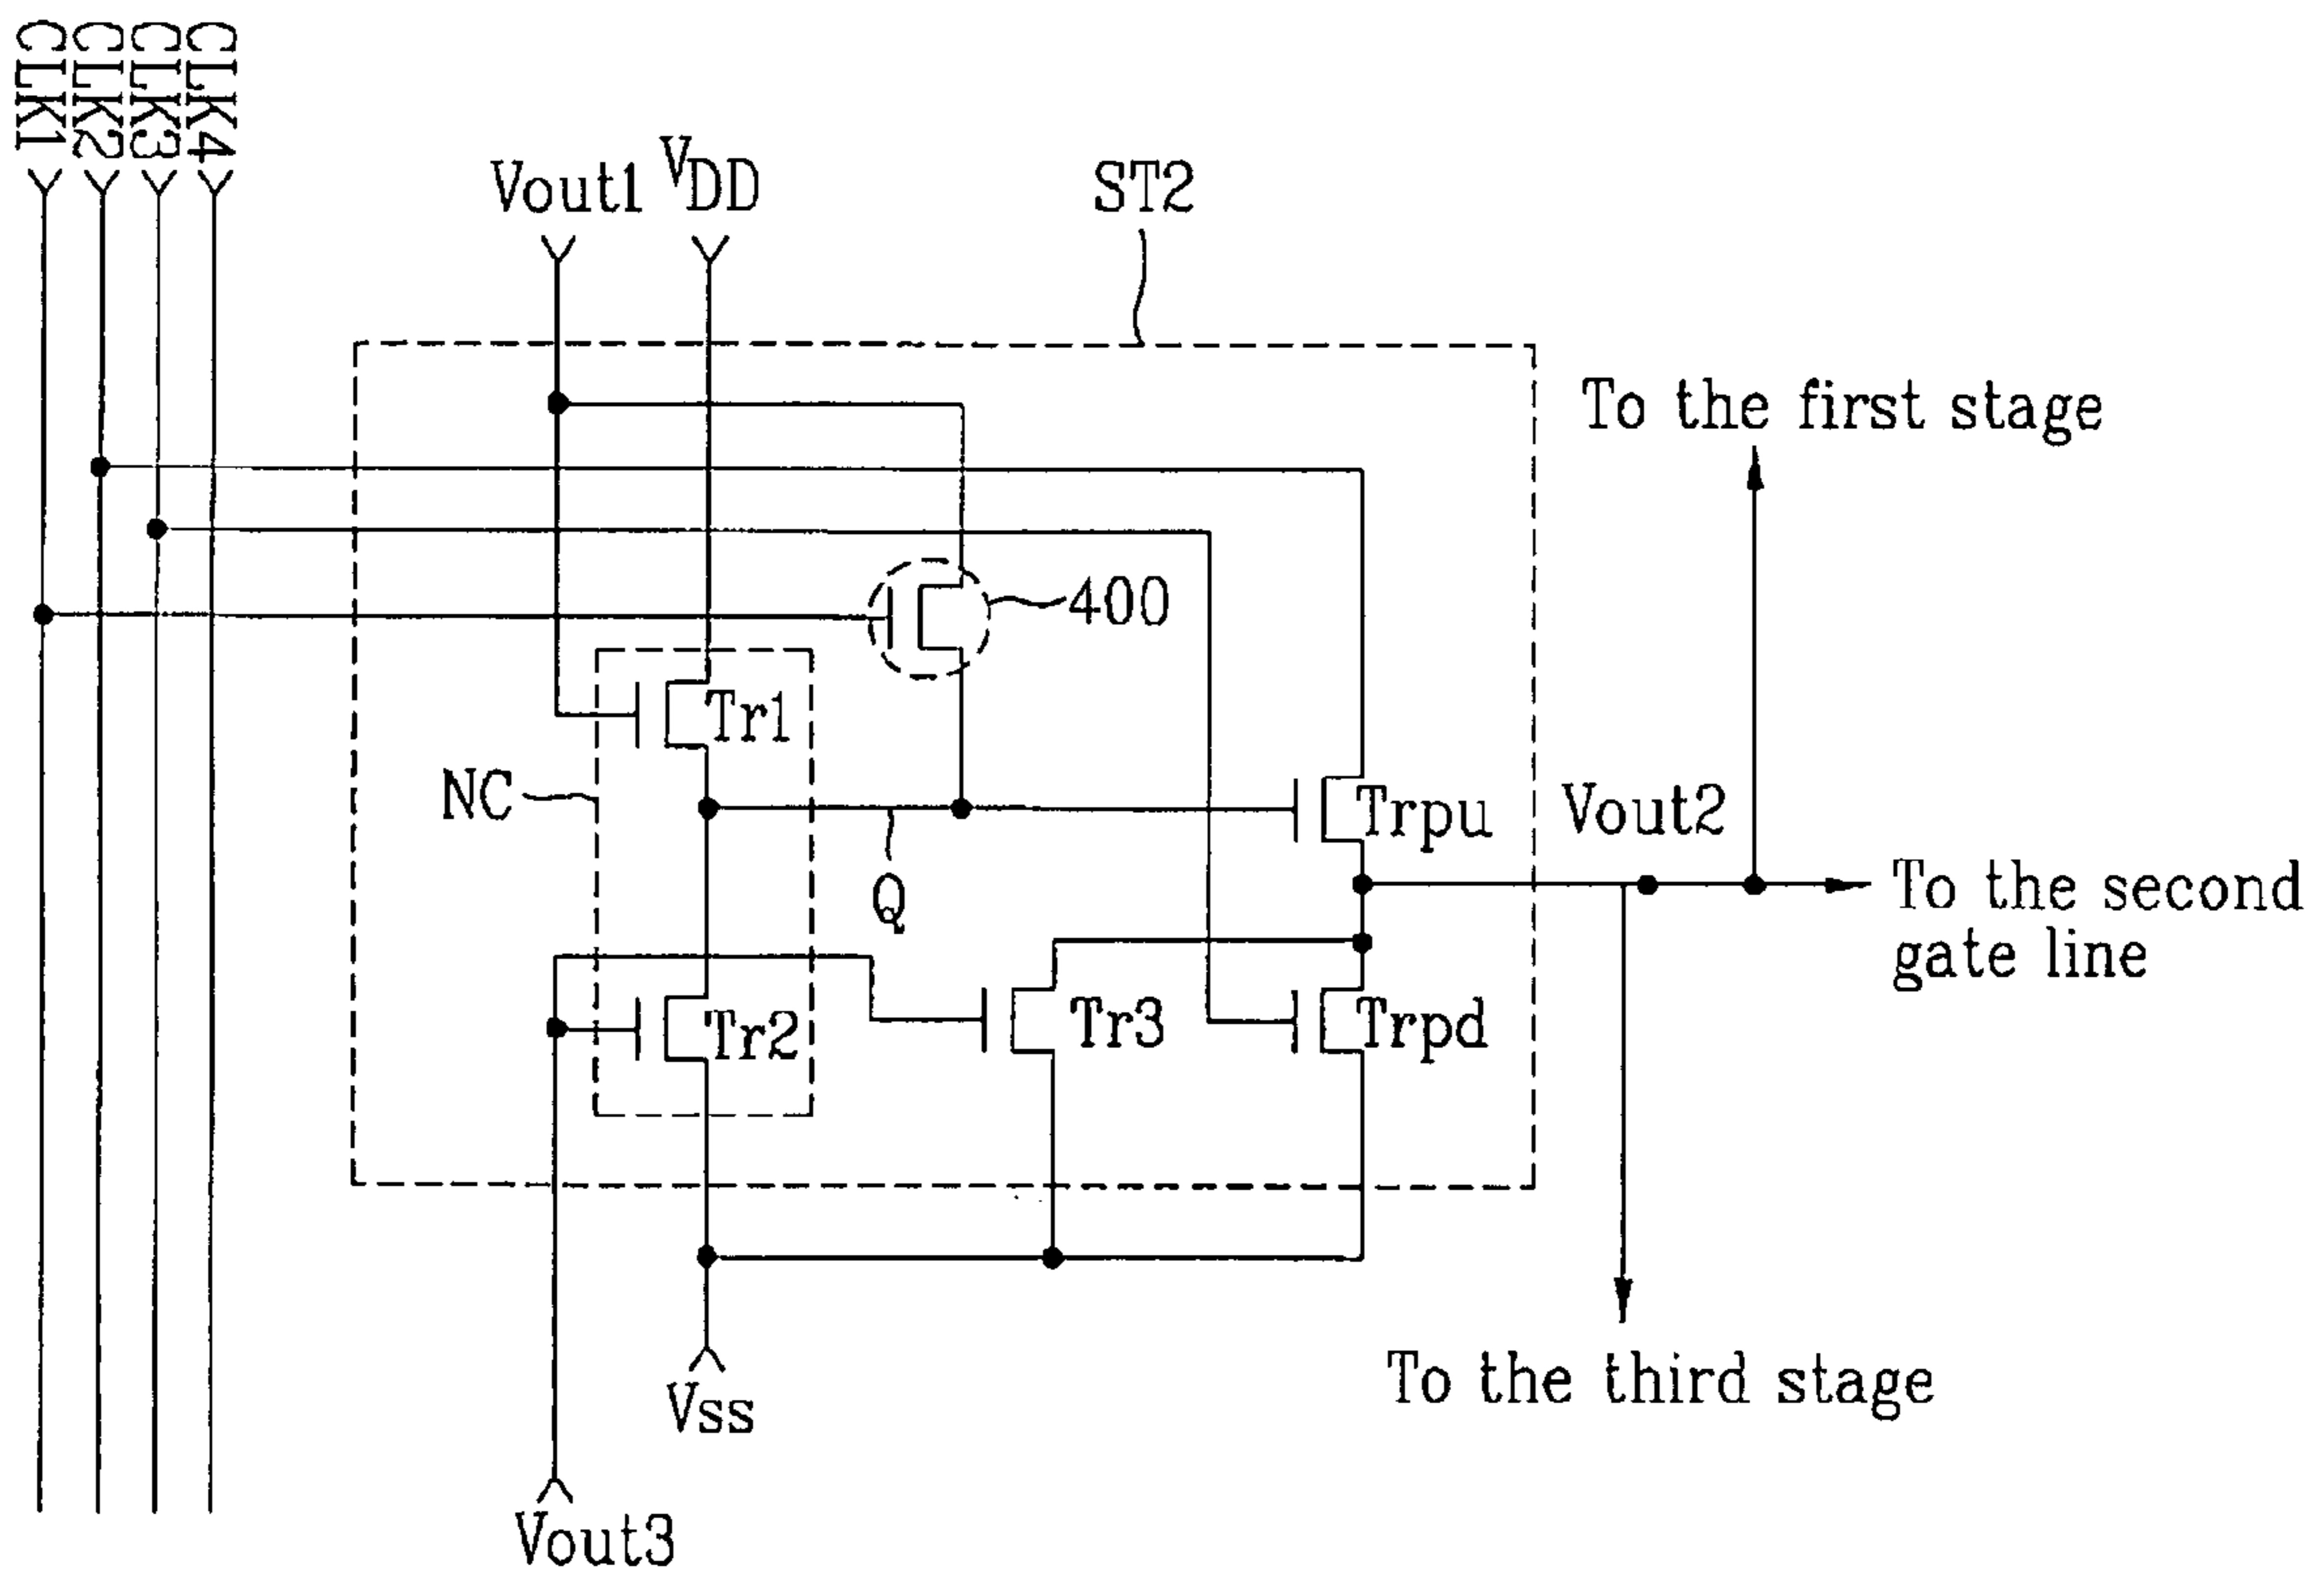 CLK1
CLK2
CLK3
CLK4
Vout1
VDD
ST2
To the first stage
400
Tr1
NC
Trpu
Vout2
Q
To the second
gate line
Tr2
Tr3
Trpd
To the third stage
Vss
Vout3